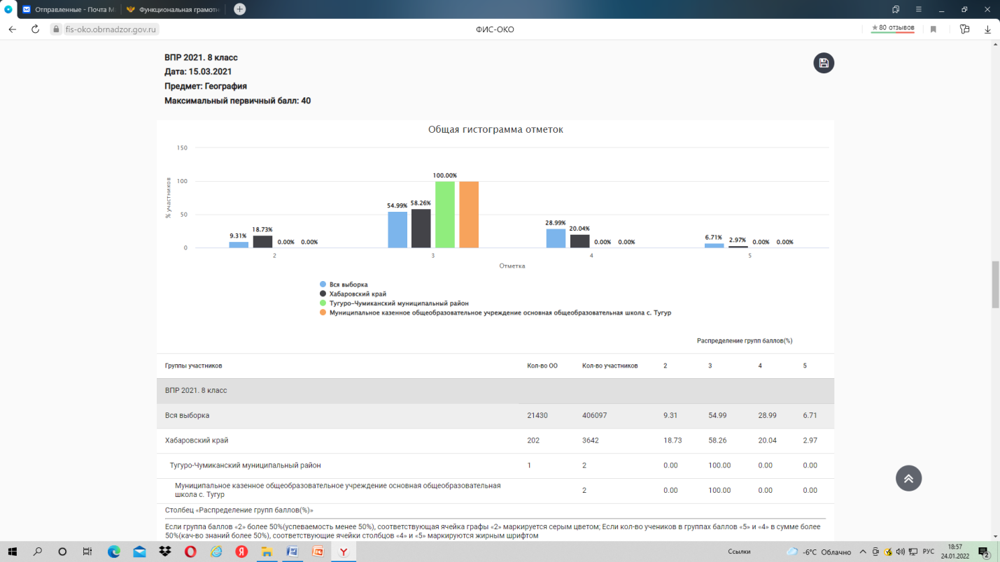 Отправленные - Почта M
Функциональная грамотн
fis-oko.obrnadzor.gov.ru
ФИС-ОКО
★ 80 отзывов
ВПР 2021. 8 класс
Дата: 15.03.2021
Предмет: География
Максимальный первичный балл: 40
Общая гистограмма отметок
150
100
50
0
% участников
9.31% 18.73% 0.00% 0.00%
54.99% 58.26% 100.00%
28.99% 20.04% 0.00% 0.00%
6.71% 2.97% 0.00% 0.00%
2 3 4 5
Отметка
Вся выборка
Хабаровский край
Тугуро-Чумиканский муниципальный район
Муниципальное казенное общеобразовательное учреждение основная общеобразовательная школа с. Тугур
Распределение групп баллов(%)
Группы участников Кол-во ОО Кол-во участников 2 3 4 5
ВПР 2021. 8 класс
Вся выборка 21430 406097 9.31 54.99 28.99 6.71
Хабаровский край 202 3642 18.73 58.26 20.04 2.97
Тугуро-Чумиканский муниципальный район 1 2 0.00 100.00 0.00 0.00
Муниципальное казенное общеобразовательное учреждение основная общеобразовательная
школа с. Тугур 2 0.00 100.00 0.00 0.00
Столбец «Распределение групп баллов(%)»
Если группа баллов «2» более 50%(успеваемость менее 50%), соответствующая ячейка графы «2» маркируется серым цветом; Если кол-во учеников в группах баллов «5» и «4» в сумме более
50%(кач-во знаний более 50%), соответствующие ячейки столбцов «4» и «5» маркируются жирным шрифтом
Ссылки
-6°C Облачно
РУС
18:57
24.01.2022
2